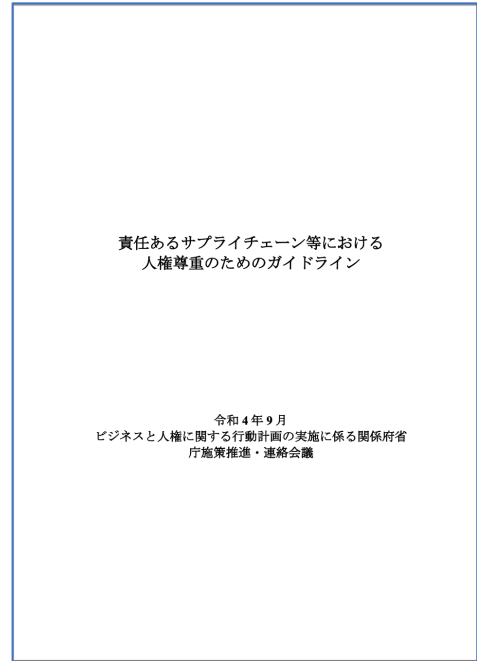 責任あるサプライチェーン等における
人権尊重のためのガイドライン
令和 4 年 9 月
ビジネスと人権に関する行動計画の実施に係る関係府省
庁施策推進・連絡会議